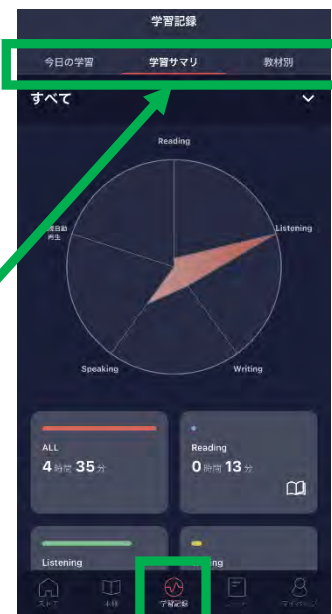 学習記録
今日の学習 学習サマリ 教材別
すべて
Reading
再生
Listening
Speaking
Writing
ALL
4時間 35分
Reading
0時間 13分
Listening
学習記録